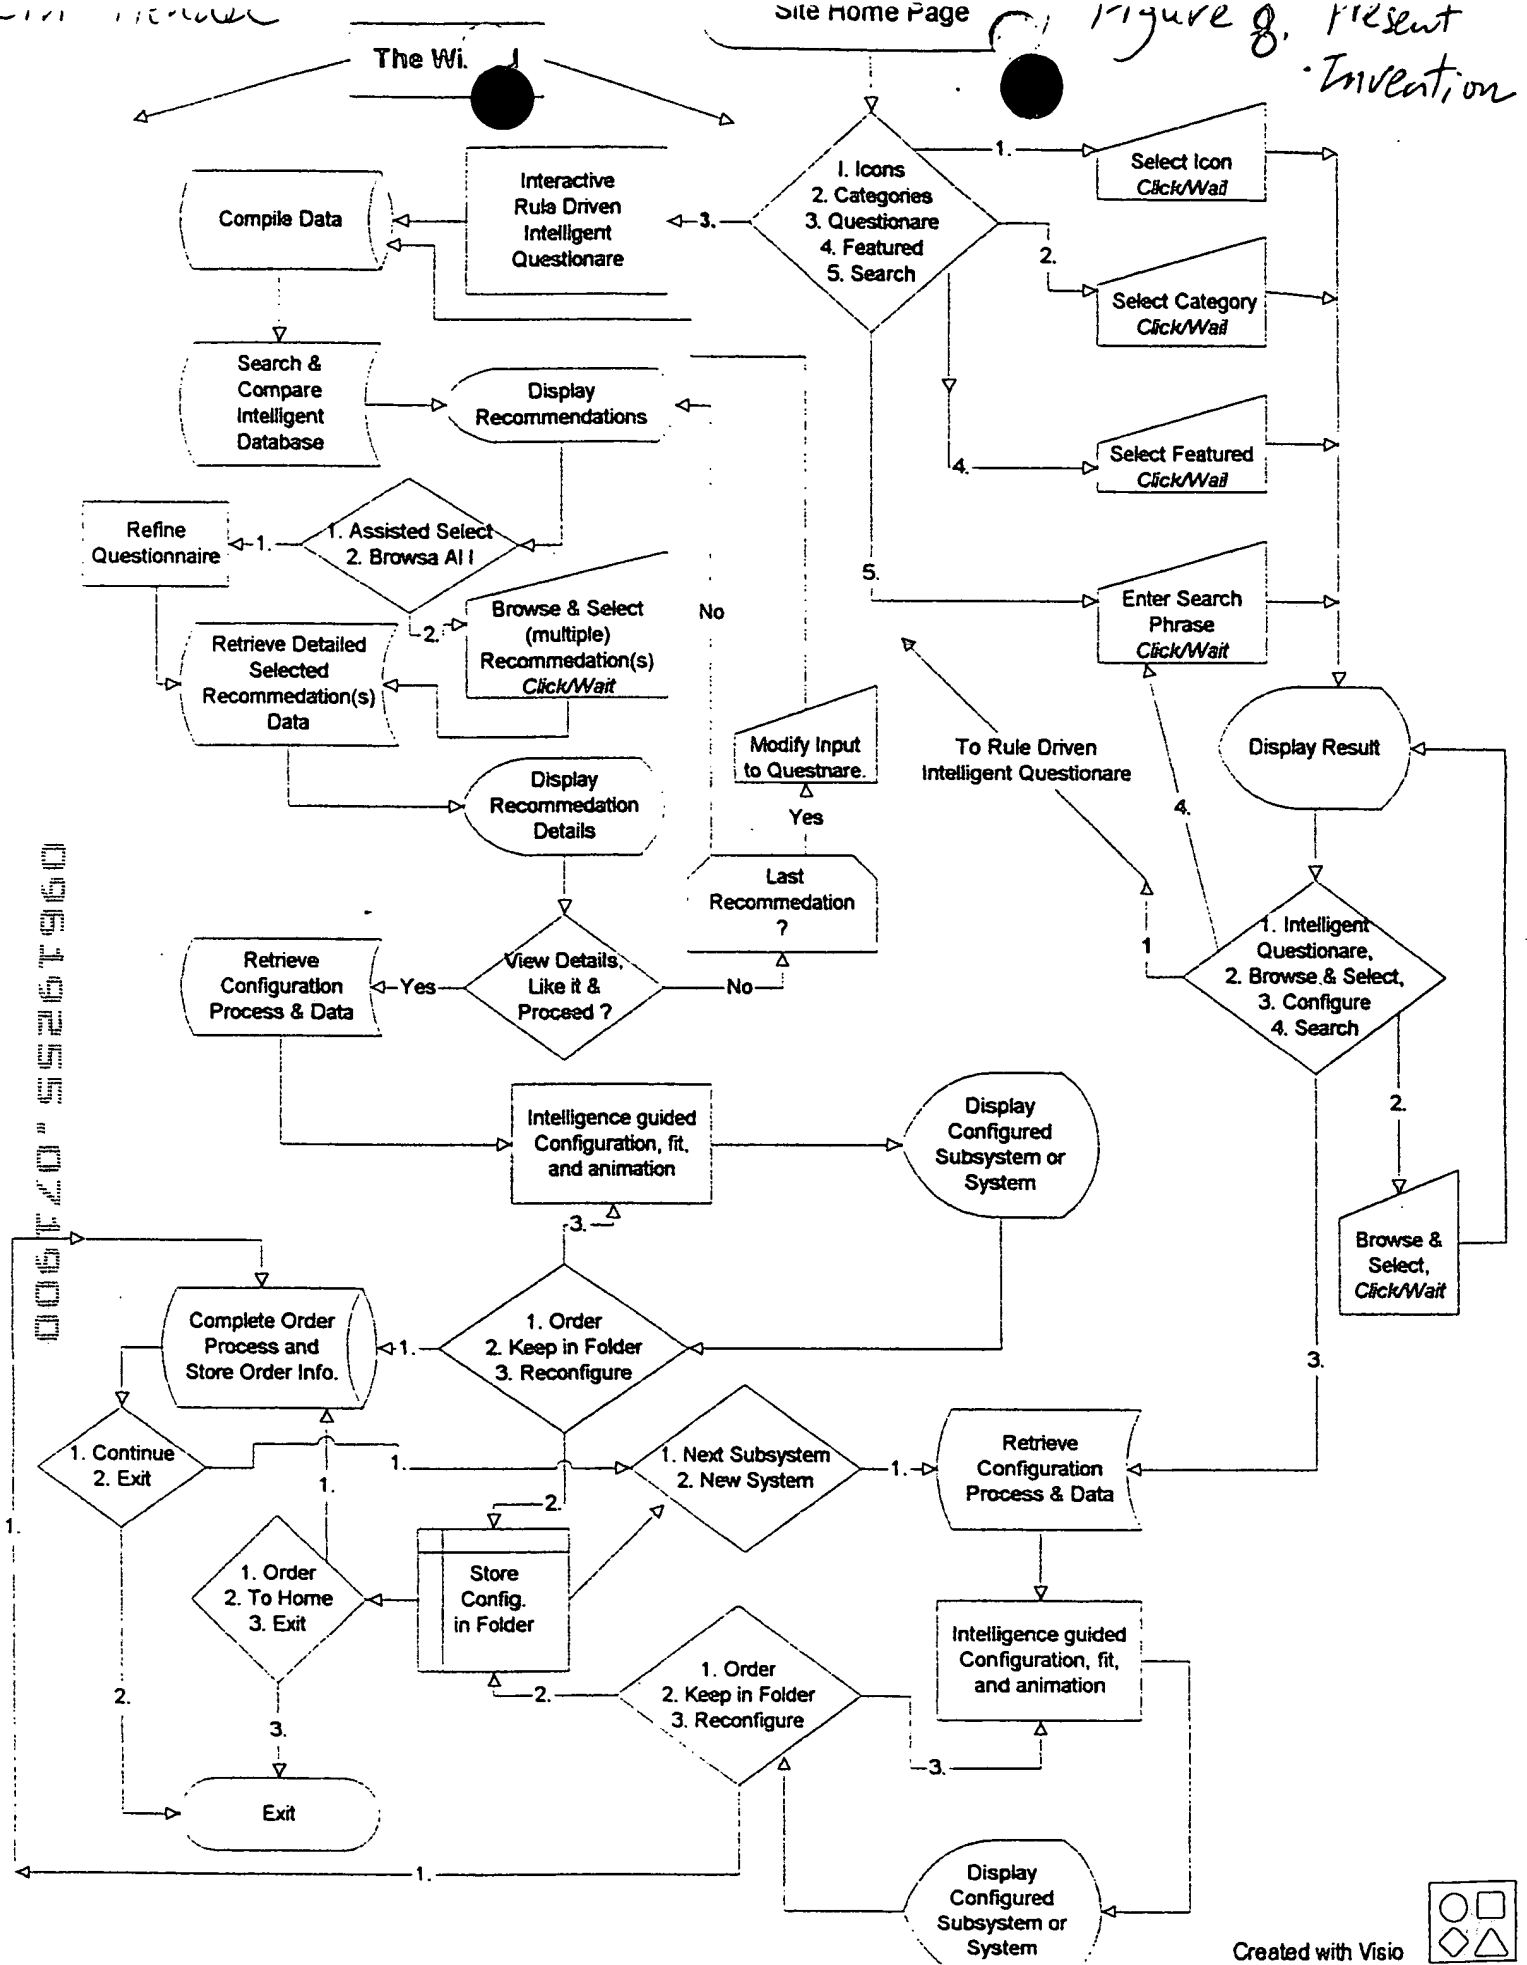 Site Home Page
Figure 8. Present
Invention
The Wi
1. Icons
2. Categories
3. Questionare
4. Featured
5. Search
1.
Select Icon
Click/Wait
Interactive
Rule Driven
Intelligent
Questionare
Compile Data
3.
2.
Select Category
Click/Wait
Search &
Compare
Intelligent
Database
Display
Recommendations
4.
Select Featured
Click/Wait
Refine
Questionnaire
1.
1. Assisted Select
2. Browsa All
5.
Enter Search
Phrase
Click/Wait
2.
Browse & Select
(multiple)
Recommedation(s)
Click/Wait
No
Retrieve Detailed
Selected
Recommedation(s)
Data
Modify Input
to Questnare.
To Rule Driven
Intelligent Questionare
Display Result
Display
Recommedation
Details
Yes
4.
Last
Recommedation
?
09619255.071900
1
1. Intelligent
Questionare,
2. Browse & Select,
3. Configure
4. Search
Retrieve
Configuration
Process & Data
Yes
View Details,
Like it &
Proceed ?
No
2.
Intelligence guided
Configuration, fit,
and animation
Display
Configured
Subsystem or
System
3.
Browse &
Select,
Click/Wait
Complete Order
Process and
Store Order Info.
1.
1. Order
2. Keep in Folder
3. Reconfigure
3.
1. Continue
2. Exit
1.
1. Next Subsystem
2. New System
1.
Retrieve
Configuration
Process & Data
1.
2.
1.
1. Order
2. To Home
3. Exit
Store
Config.
in Folder
Intelligence guided
Configuration, fit,
and animation
2.
2.
1. Order
2. Keep in Folder
3. Reconfigure
3.
3.
Exit
1.
Display
Configured
Subsystem or
System
Created with Visio